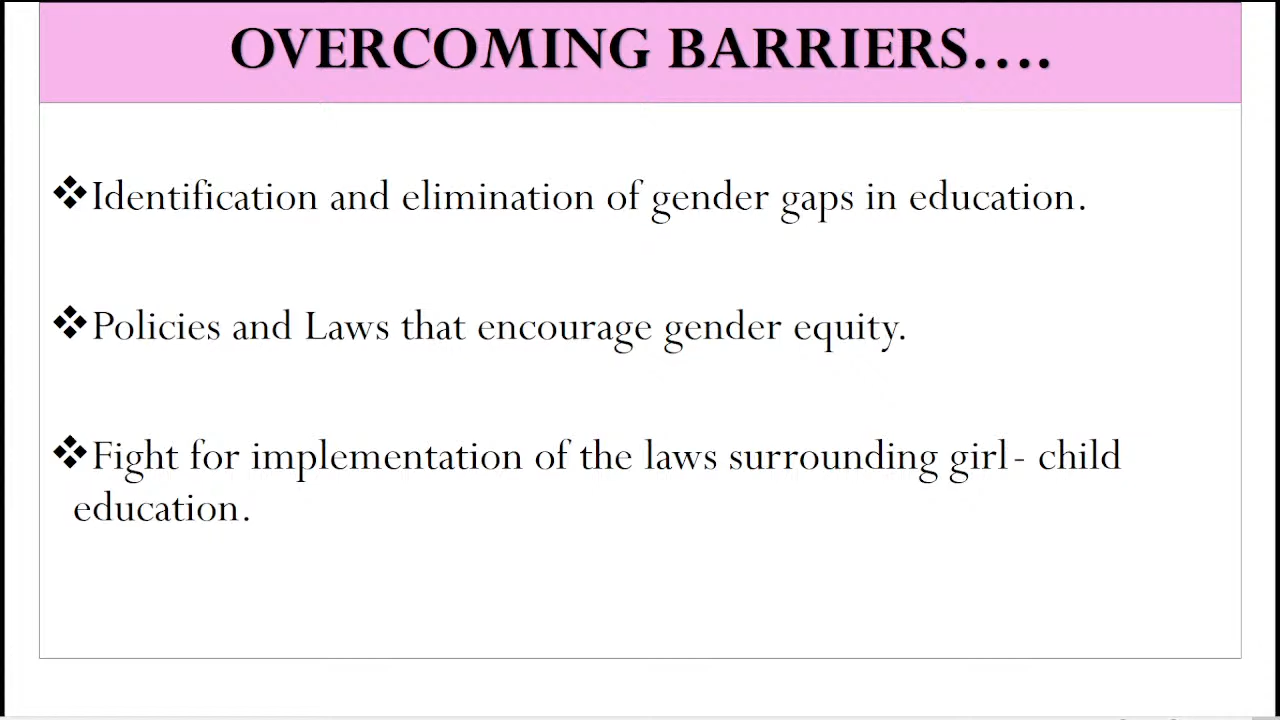 OVERCOMING BARRIERS....
❖Identification and elimination of gender gaps in education.
❖Policies and Laws that encourage gender equity.
❖Fight for implementation of the laws surrounding girl- child
education.